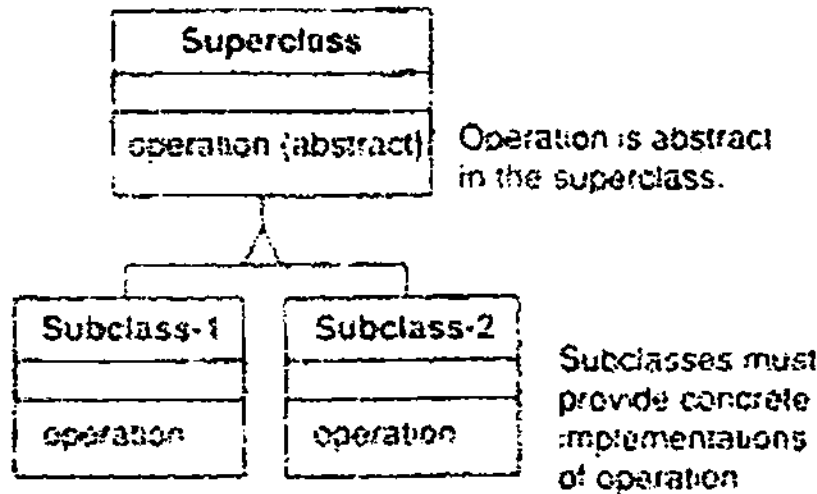 Superclass
operation (abstract)
Operation is abstract
in the superclass.
Subclass-1
Subclass-2
operation
operation
Subclasses must
provide concrete
implementations
of operation